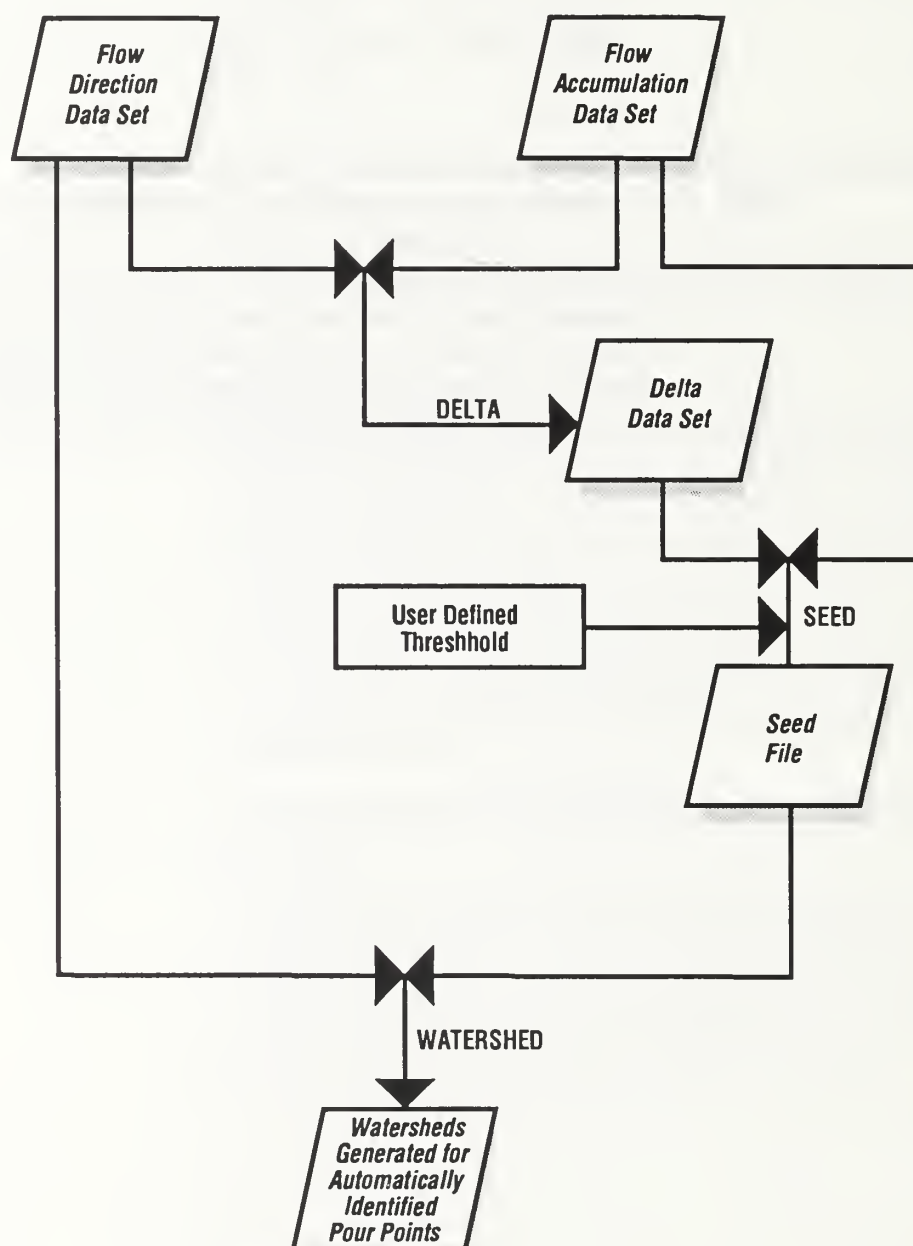 Flow
Direction
Data Set
Flow
Accumulation
Data Set
DELTA
Delta
Data Set
User Defined
Threshhold
SEED
Seed
File
WATERSHED
Watersheds
Generated for
Automatically
Identified
Pour Points